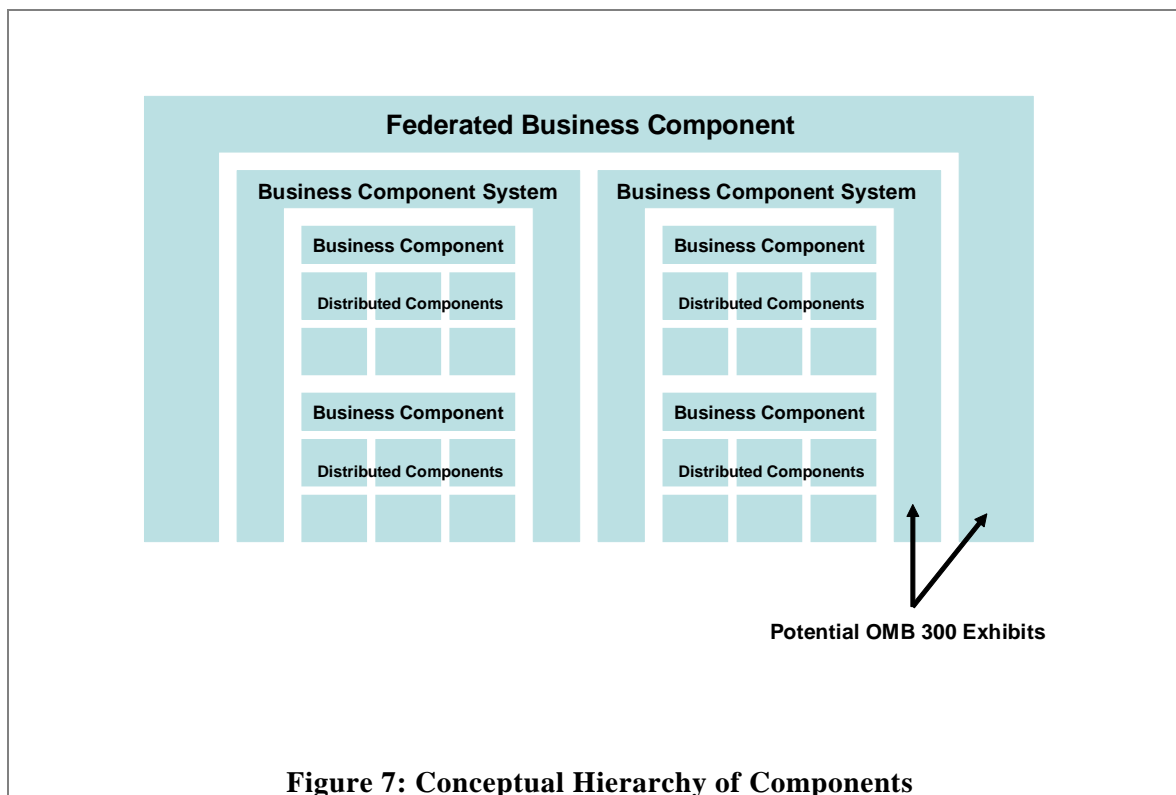 Federated Business Component
Business Component System
Business Component System
Business Component
Business Component
Distributed Components
Distributed Components
Business Component
Business Component
Distributed Components
Distributed Components
Potential OMB 300 Exhibits
Figure 7: Conceptual Hierarchy of Components